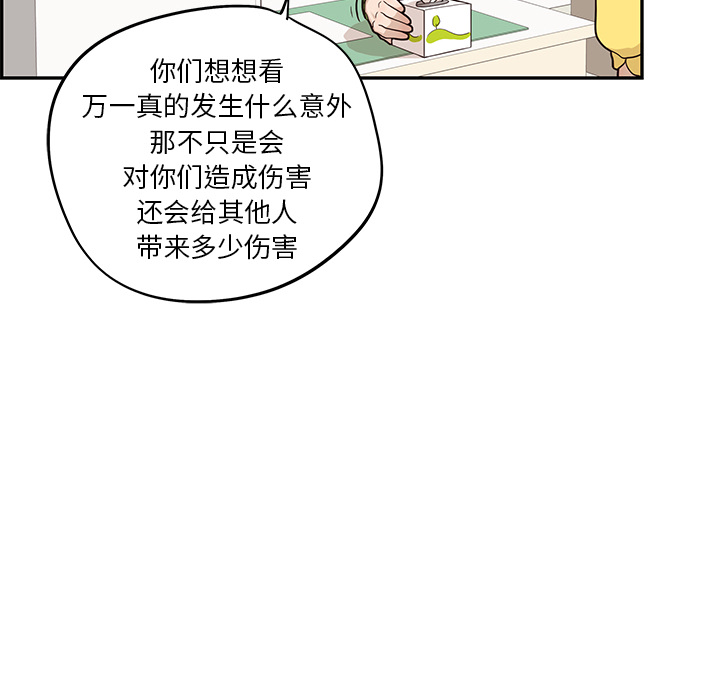 你们想想看
万一真的发生什么意外
那不只是会
对你们造成伤害
还会给其他人
带来多少伤害